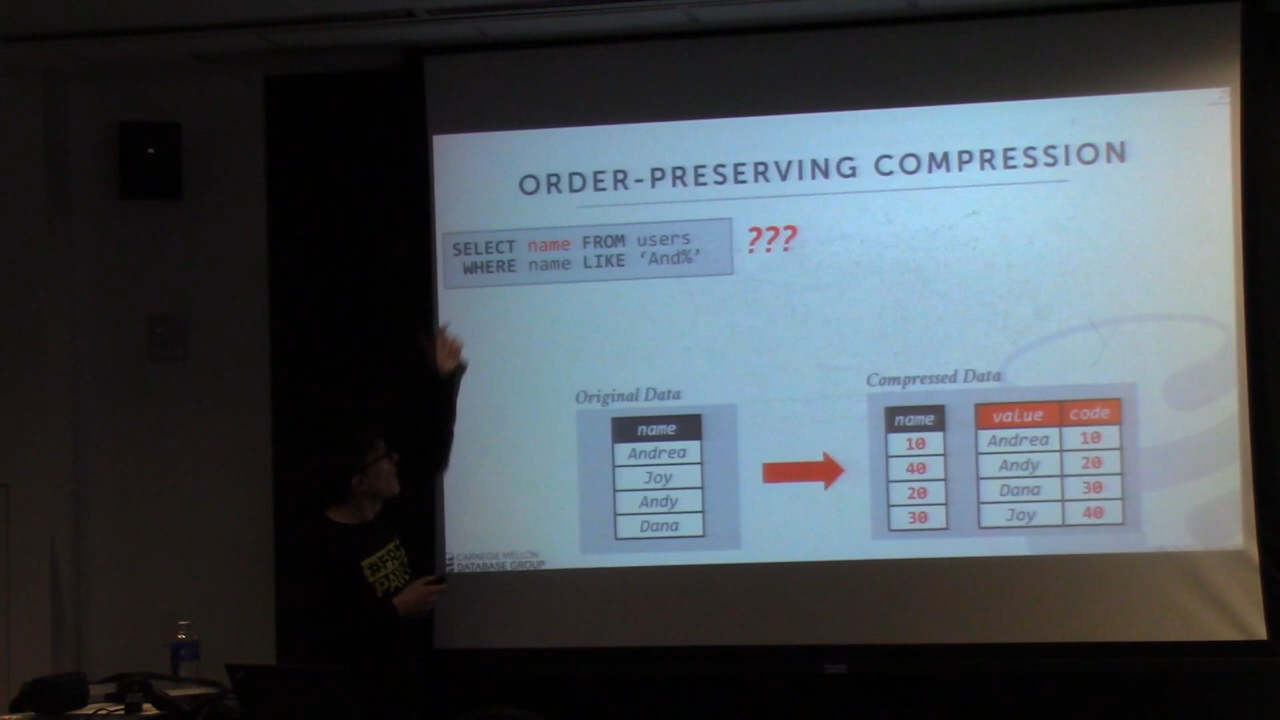 ORDER-PRESERVING COMPRESSION
SELECT name FROM users
WHERE name LIKE ‘And%’
???
Original Data
name
Andrea
Joy
Andy
Dana
Compressed Data
name
10
40
20
30
value code
Andrea 10
Andy 20
Dana 30
Joy 40
CARNEGIE MELLON
DATABASE GROUP